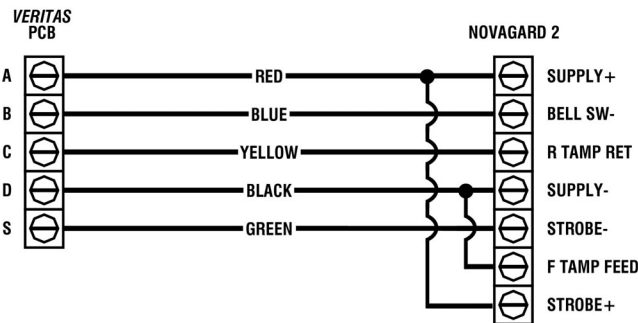 VERITAS
PCB
NOVAGARD 2
A RED SUPPLY+
B BLUE BELL SW-
C YELLOW R TAMP RET
D BLACK SUPPLY-
S GREEN STROBE-
F TAMP FEED
STROBE+